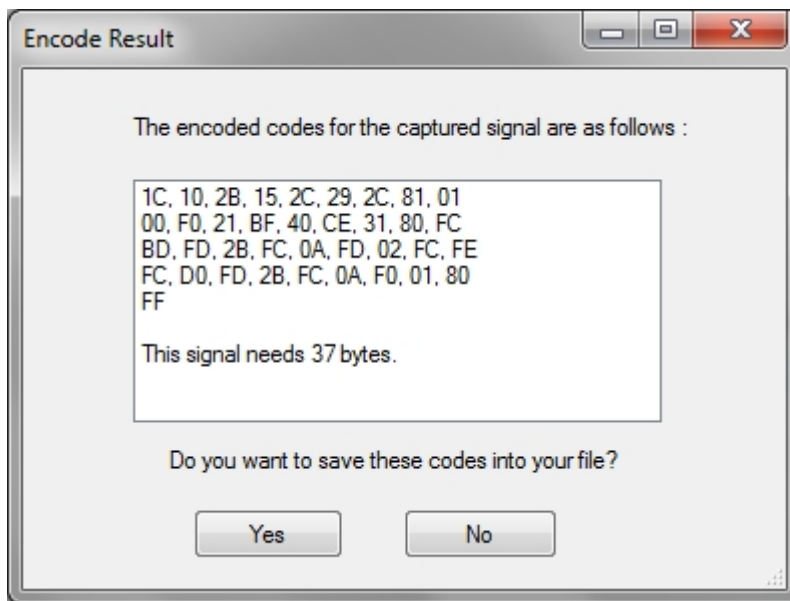 Encode Result
The encoded codes for the captured signal are as follows :
1C, 10, 2B, 15, 2C, 29, 2C, 81, 01
00, F0, 21, BF, 40, CE, 31, 80, FC
BD, FD, 2B, FC, 0A, FD, 02, FC, FE
FC, D0, FD, 2B, FC, 0A, F0, 01, 80
FF
This signal needs 37 bytes.
Do you want to save these codes into your file?
Yes
No